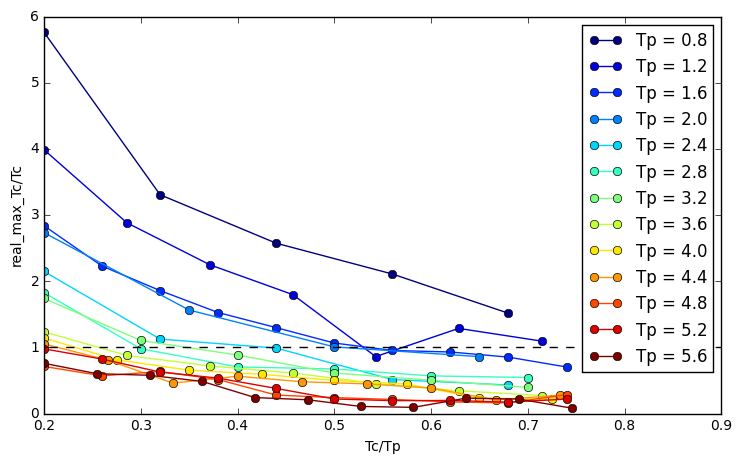 6
5
4
3
2
1
0
real_max_Tc/Tc
0.2 0.3 0.4 0.5 0.6 0.7 0.8 0.9
Tc/Tp
Tp = 0.8
Tp = 1.2
Tp = 1.6
Tp = 2.0
Tp = 2.4
Tp = 2.8
Tp = 3.2
Tp = 3.6
Tp = 4.0
Tp = 4.4
Tp = 4.8
Tp = 5.2
Tp = 5.6